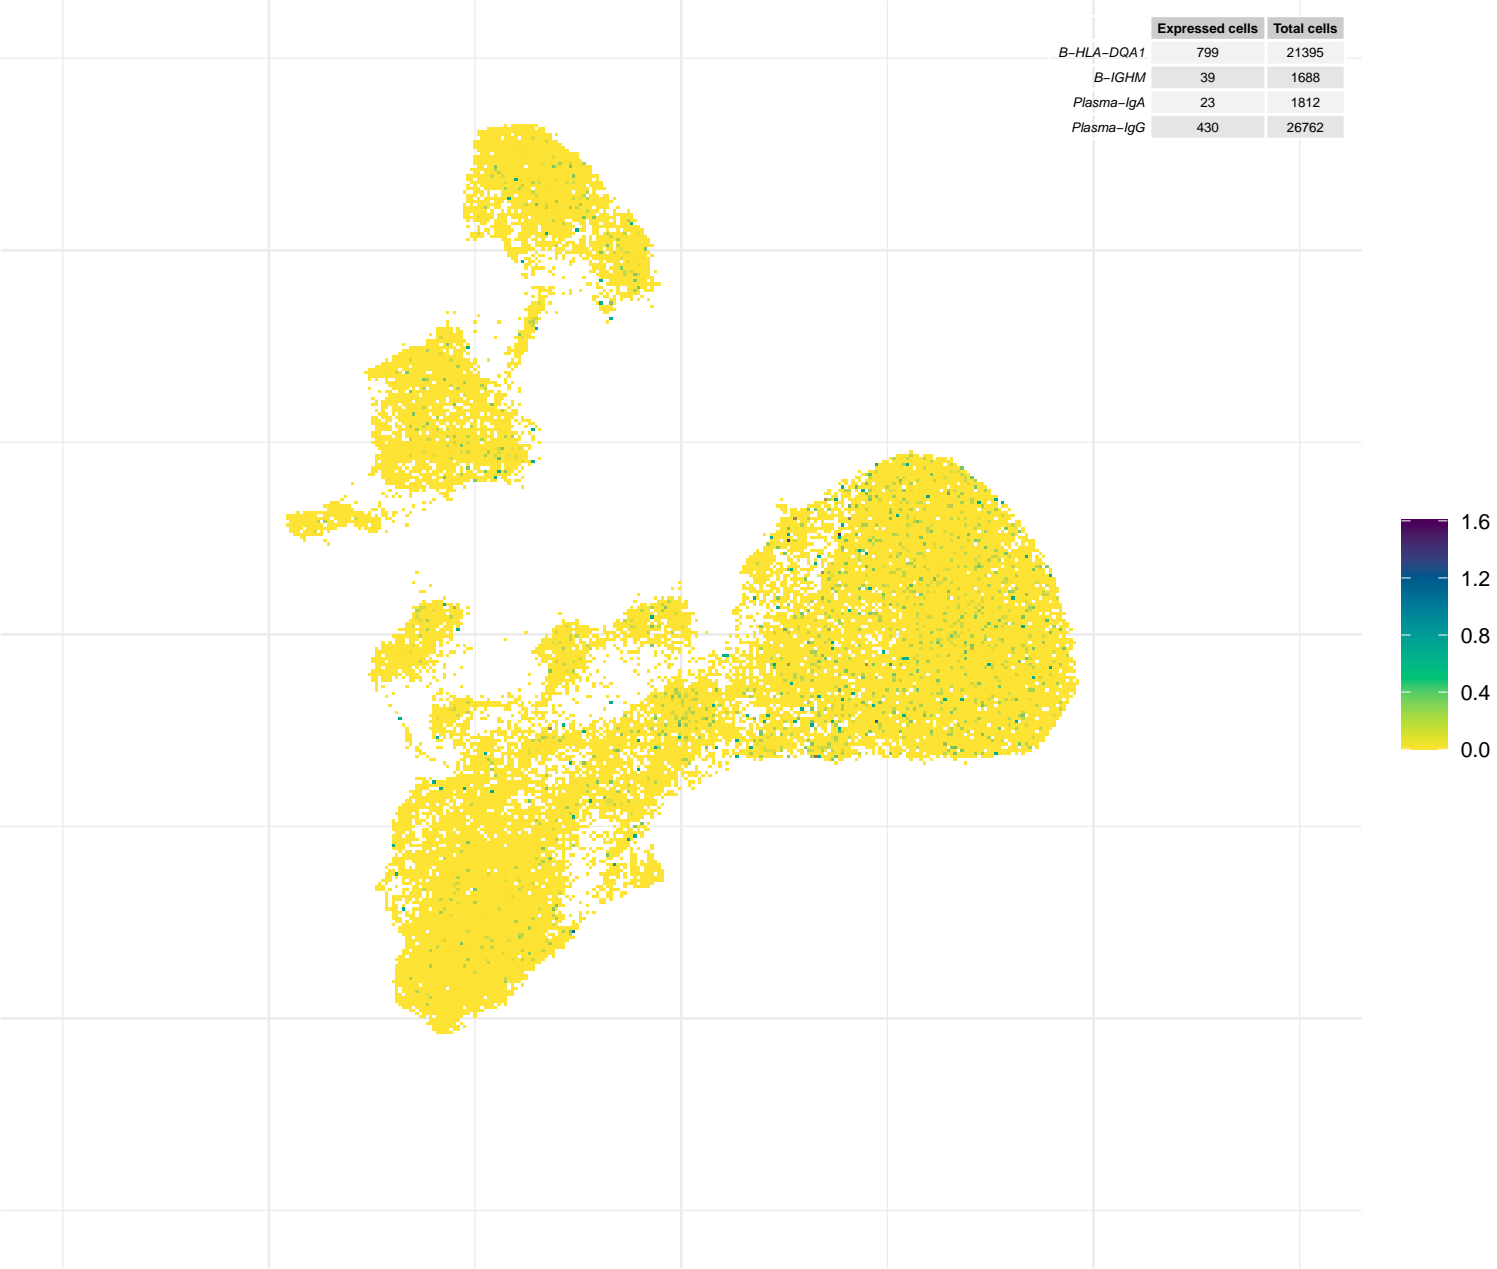 Expressed cells Total cells
B−HLA−DQA1 799 21395
B−IGHM 39 1688
Plasma−IgA 23 1812
Plasma−IgG 430 26762
1.6
1.2
0.8
0.4
0.0